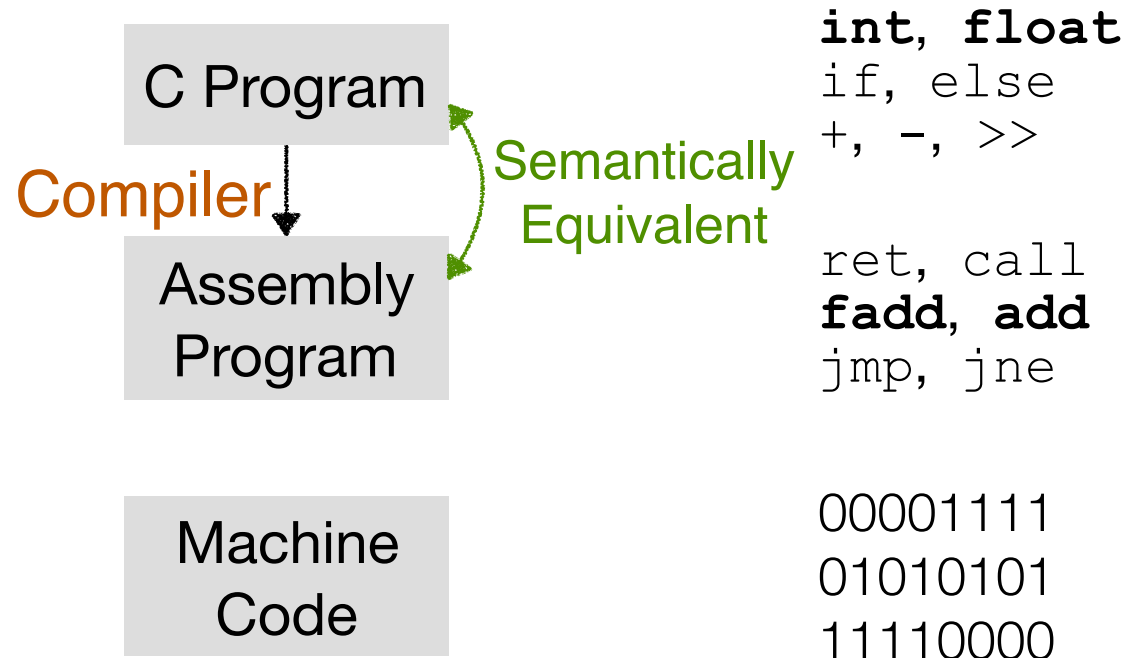 C Program
int, float
if, else
+, -, >>
Compiler
Semantically
Equivalent
Assembly
Program
ret, call
fadd, add
jmp, jne
Machine
Code
00001111
01010101
11110000